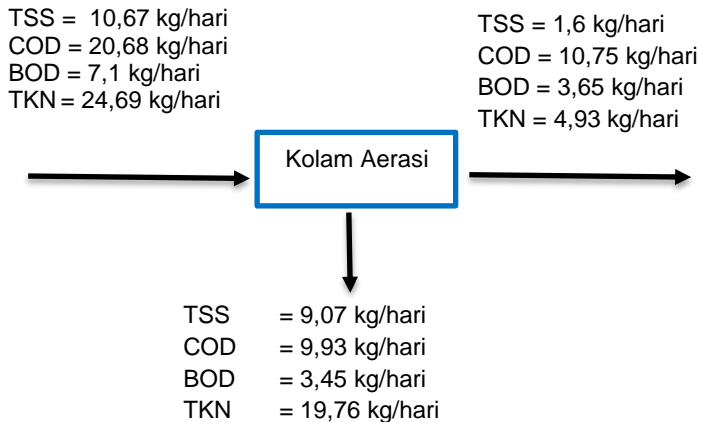 TSS = 10,67 kg/hari
COD = 20,68 kg/hari
BOD = 7,1 kg/hari
TKN = 24,69 kg/hari
TSS = 1,6 kg/hari
COD = 10,75 kg/hari
BOD = 3,65 kg/hari
TKN = 4,93 kg/hari
Kolam Aerasi
TSS = 9,07 kg/hari
COD = 9,93 kg/hari
BOD = 3,45 kg/hari
TKN = 19,76 kg/hari